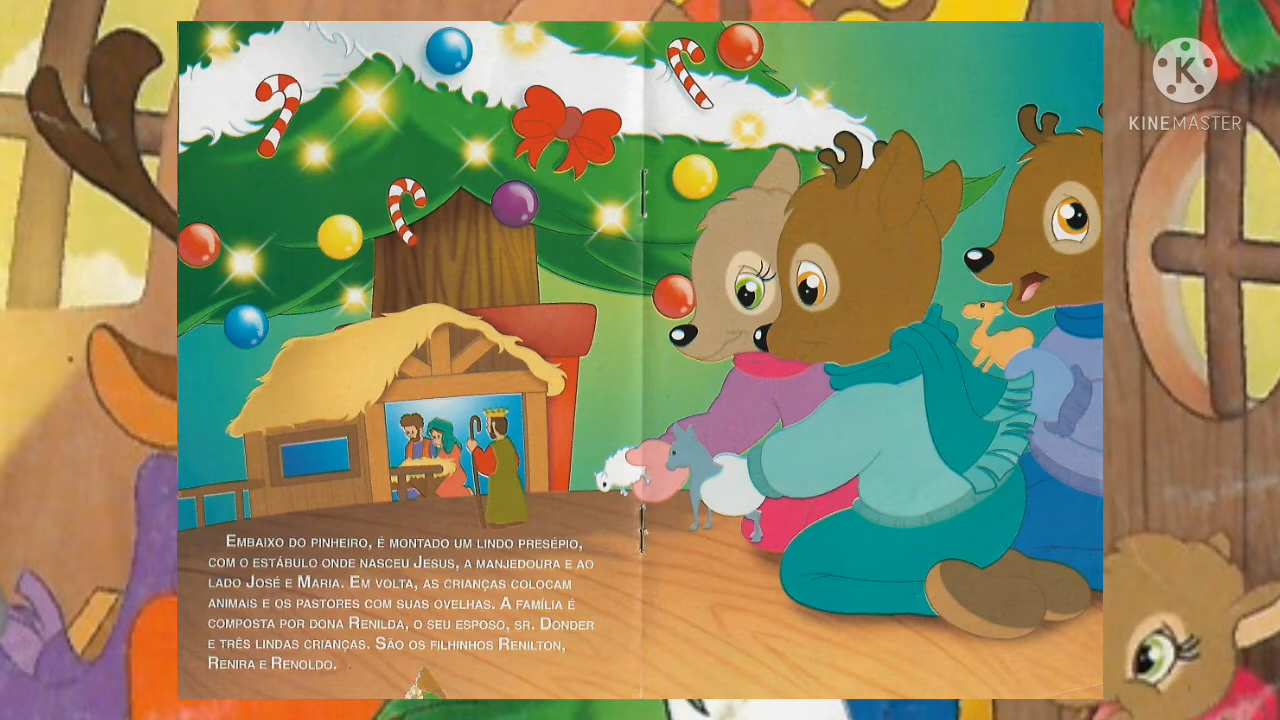 KINEMASTER
EMBAIXO DO PINHEIRO, É MONTADO UM LINDO PRESÉPIO,
COM O ESTÁBULO ONDE NASCEU JESUS, A MANJEDOURA E AO
LADO JOSÉ E MARIA. EM VOLTA, AS CRIANÇAS COLOCAM
ANIMAIS E OS PASTORES COM SUAS OVELHAS. A FAMÍLIA É
COMPOSTA POR DONA RENILDA, O SEU ESPOSO, SR. DONDER
E TRÊS LINDAS CRIANÇAS. SÃO OS FILHINHOS RENILTON,
RENIRA E RENOLDO.